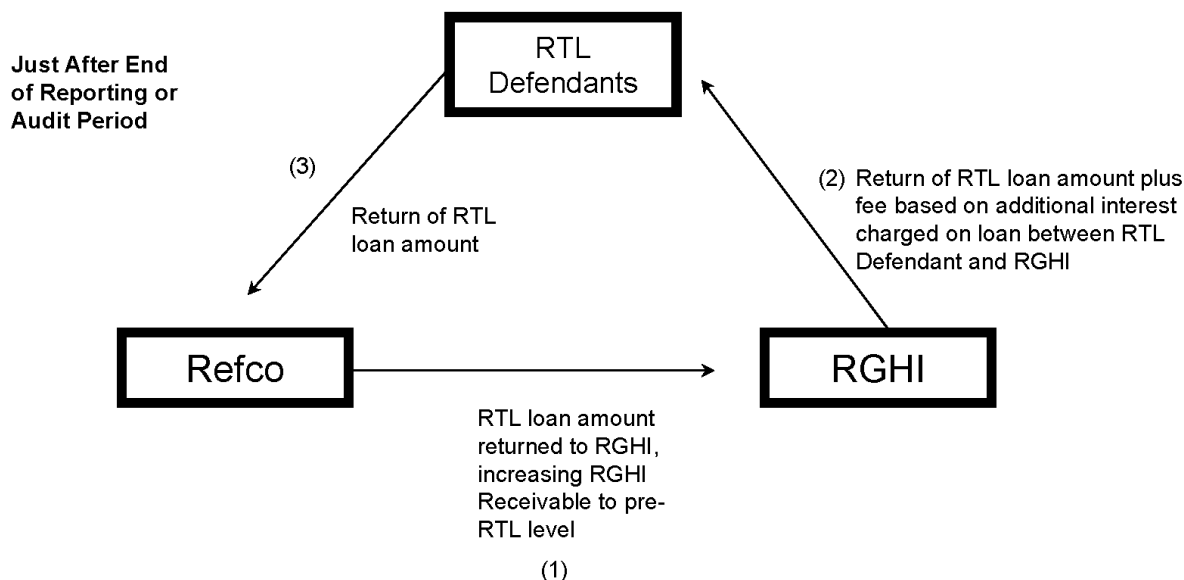 Just After End
of Reporting or
Audit Period
RTL
Defendants
(3)
Return of RTL
loan amount
(2) Return of RTL loan amount plus
fee based on additional interest
charged on loan between RTL
Defendant and RGHI
Refco
RGHI
RTL loan amount
returned to RGHI,
increasing RGHI
Receivable to pre-
RTL level
(1)